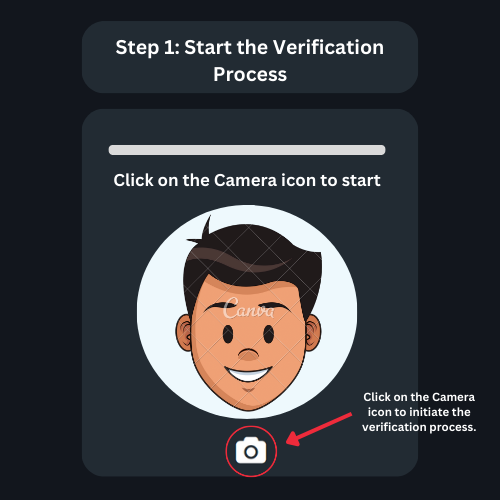 Step 1: Start the Verification
Process
Click on the Camera icon to start
Canva
Click on the Camera
icon to initiate the
verification process.